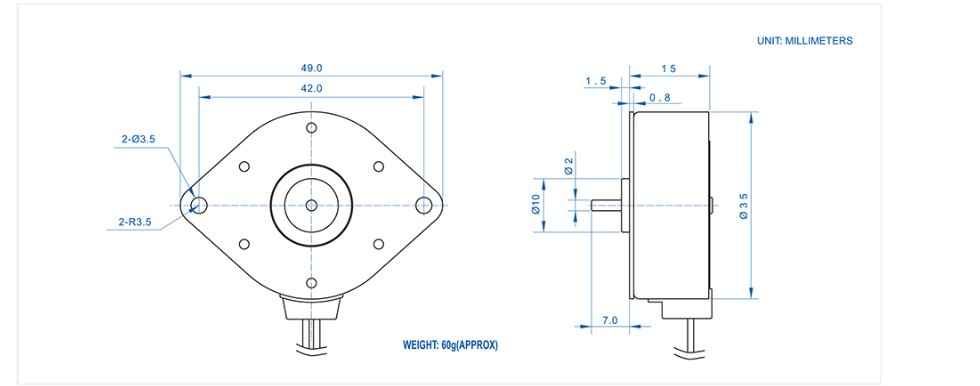 UNIT: MILLIMETERS
49.0
42.0
2-Ø3.5
2-R3.5
WEIGHT: 60g(APPROX)
15
1.5
0.8
Ø2
Ø10
Ø35
7.0